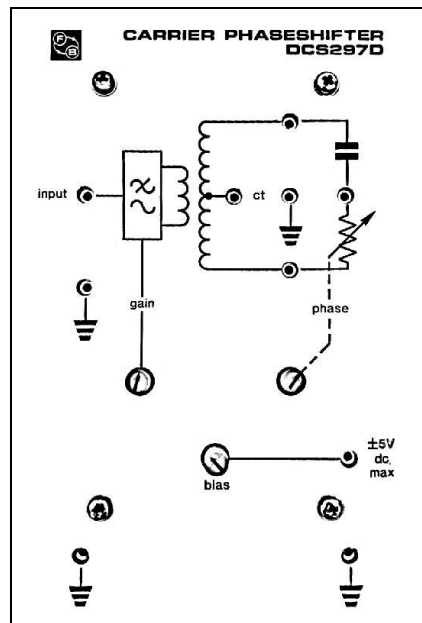 F
B
CARRIER PHASESHIFTER
DCS297D
input
ct
gain
phase
±5V
dc,
max
bias